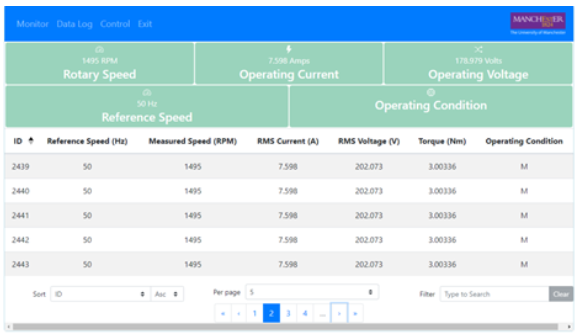 Monitor Data Log Control Exit
MANCHESTER
1824
The University of Manchester
1495 RPM
Rotary Speed
7.598 Amps
Operating Current
178.979 Volts
Operating Voltage
50 Hz
Reference Speed
Operating Condition
ID Reference Speed (Hz) Measured Speed (RPM) RMS Current (A) RMS Voltage (V) Torque (Nm) Operating Condition
2439 50 1495 7.598 202.073 3.00336 M
2440 50 1495 7.598 202.073 3.00336 M
2441 50 1495 7.598 202.073 3.00336 M
2442 50 1495 7.598 202.073 3.00336 M
2443 50 1495 7.598 202.073 3.00336 M
Sort ID Asc Per page 5 Filter Type to Search Clear
« ‹ 1 2 3 4 ... › »